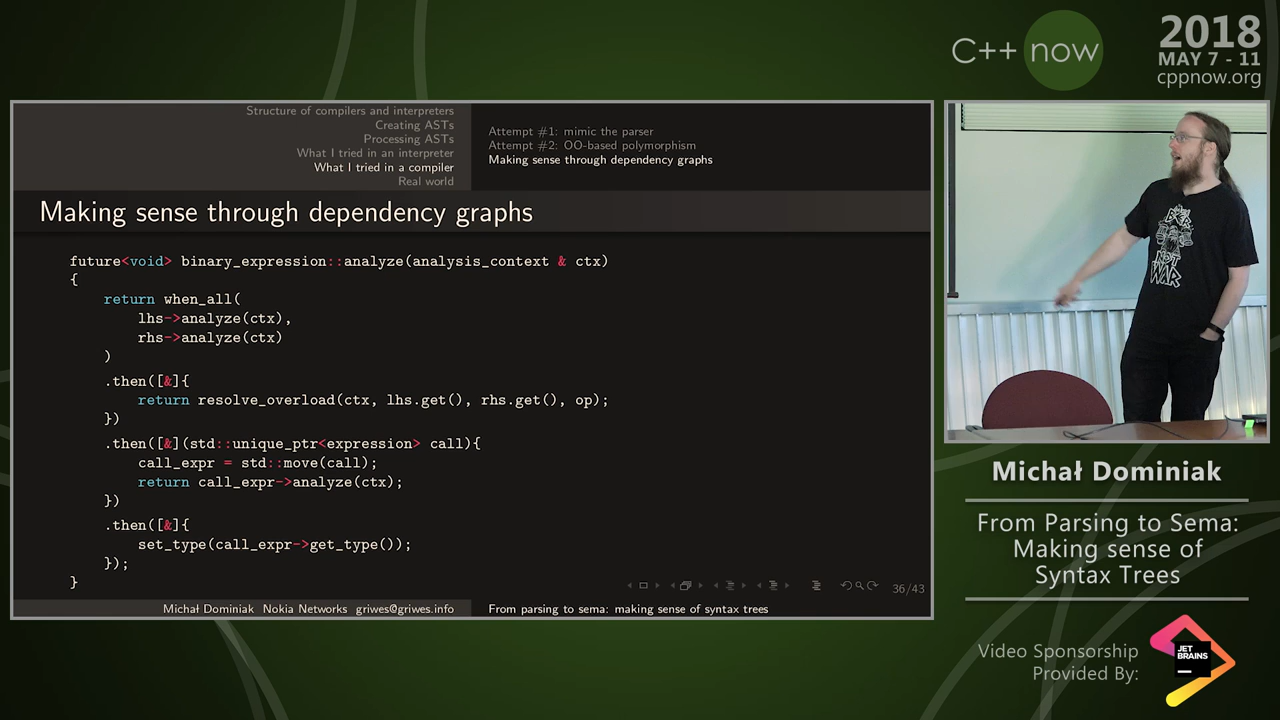 C++ now
2018
MAY 7 - 11
cppnow.org
Structure of compilers and interpreters
Creating ASTs
Processing ASTs
What I tried in an interpreter
What I tried in a compiler
Real world
Attempt #1: mimic the parser
Attempt #2: OO-based polymorphism
Making sense through dependency graphs
Making sense through dependency graphs
future<void> binary_expression::analyze(analysis_context & ctx)
{
return when_all(
lhs->analyze(ctx),
rhs->analyze(ctx)
)
.then([&]{
return resolve_overload(ctx, lhs.get(), rhs.get(), op);
})
.then([&](std::unique_ptr<expression> call){
call_expr = std::move(call);
return call_expr->analyze(ctx);
})
.then([&]{
set_type(call_expr->get_type());
});
}
36/43
Michał Dominiak Nokia Networks griwes@griwes.info
From parsing to sema: making sense of syntax trees
BEER
NOT
WAR
Michał Dominiak
From Parsing to Sema:
Making sense of
Syntax Trees
Video Sponsorship
Provided By:
JET
BRAINS